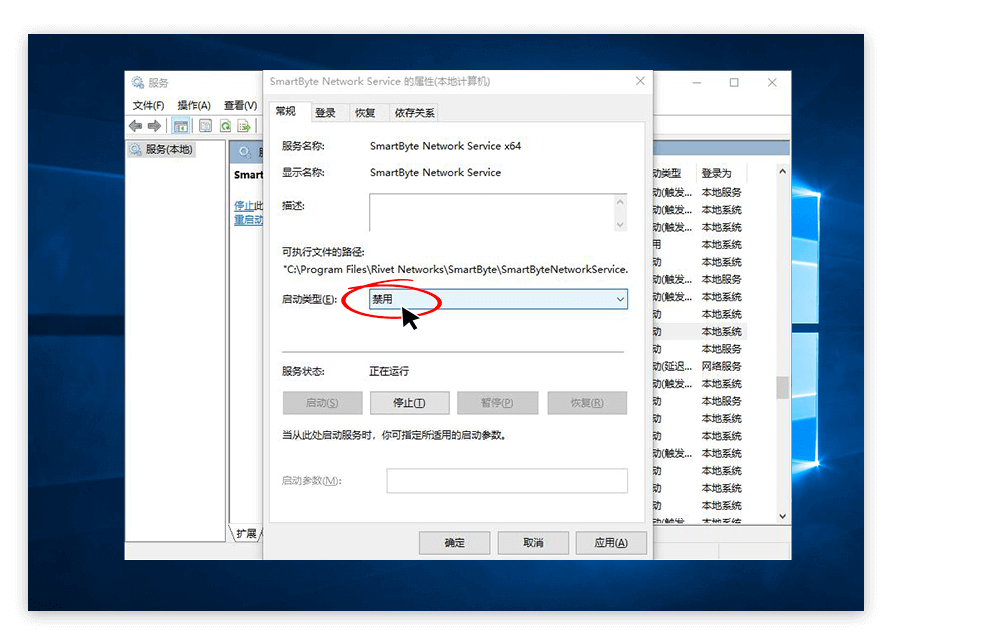 服务
SmartByte Network Service 的属性(本地计算机)
文件(F) 操作(A) 查看(V)
常规 登录 恢复 依存关系
服务(本地)
服务名称: SmartByte Network Service x64
显示名称: SmartByte Network Service
描述:
可执行文件的路径:
"C:\Program Files\Rivet Networks\SmartByte\SmartByteNetworkService.
启动类型(E): 禁用
服务状态: 正在运行
启动(S) 停止(T) 暂停(P) 恢复(R)
当从此处启动服务时，你可指定所适用的启动参数。
启动参数(M):
确定 取消 应用(A)
Smart
停止此
重启动
扩展
动类型 登录为
动(触发... 本地服务
动(触发... 本地系统
动(触发... 本地系统
用 本地系统
动 本地系统
动(触发... 本地服务
动(触发... 本地系统
动 本地系统
动 本地系统
动 本地服务
动(延迟... 网络服务
动(触发... 本地系统
动 本地服务
动 本地系统
动 本地系统
动(触发... 本地系统
动 本地系统
动 本地系统
动 本地系统
动(触发 本地系统